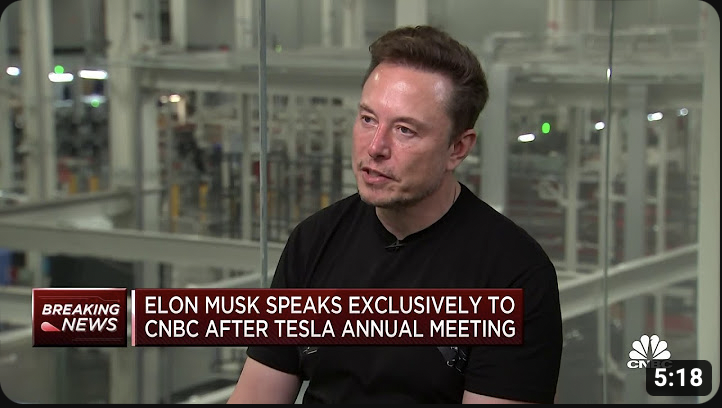 BREAKING
NEWS
ELON MUSK SPEAKS EXCLUSIVELY TO
CNBC AFTER TESLA ANNUAL MEETING
CNBC
5:18